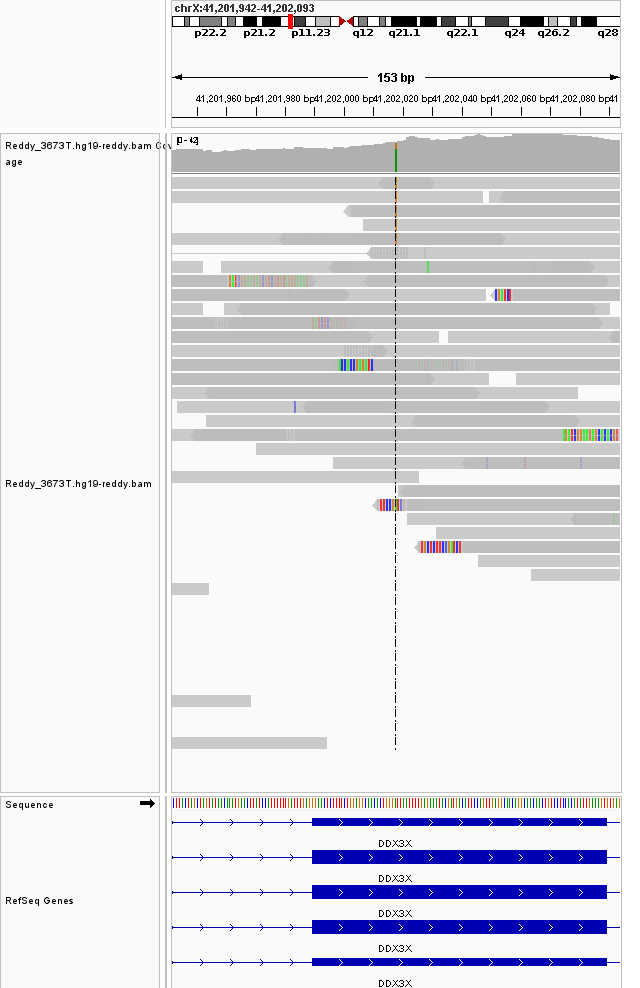 chrX:41,201,942-41,202,093
p22.2 p21.2 p11.23 q12 q21.1 q22.1 q24 q26.2 q28
153 bp
41,201,960 bp 41,201,980 bp 41,202,000 bp 41,202,020 bp 41,202,040 bp 41,202,060 bp 41,202,080 bp 41
Reddy_3673T.hg19-reddy.bam Cov
age
[0 - 42]
Reddy_3673T.hg19-reddy.bam
Sequence
DDX3X
DDX3X
RefSeq Genes
DDX3X
DDX3X
DDX3X